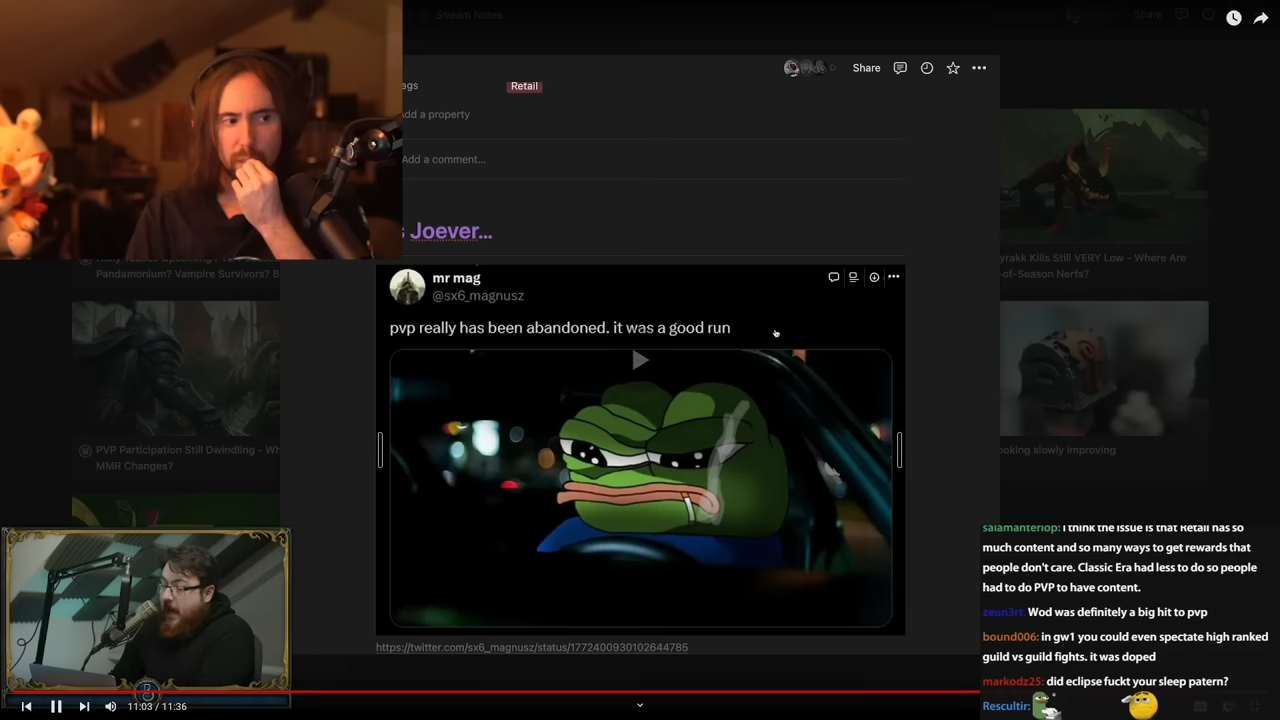 Stream Notes
Share
Share
ags
Retail
dd a property
Add a comment...
s Joever...
mr mag
@sx6_magnusz
pvp really has been abandoned. it was a good run
https://twitter.com/sx6_magnusz/status/1772400930102644785
Pandamonium? Vampire Survivors? B
PVP Participation Still Dwindling - Wh
MMR Changes?
yrakk Kills Still VERY Low - Where Are
of-Season Nerfs?
ooking slowly improving
salamanteriop: I think the issue is that Retail has so
much content and so many ways to get rewards that
people don't care. Classic Era had less to do so people
had to do PVP to have content.
zeun3rt: Wod was definitely a big hit to pvp
bound006: in gw1 you could even spectate high ranked
guild vs guild fights. it was doped
markodz25: did eclipse fuckt your sleep patern?
Rescultir:
11:03 / 11:36